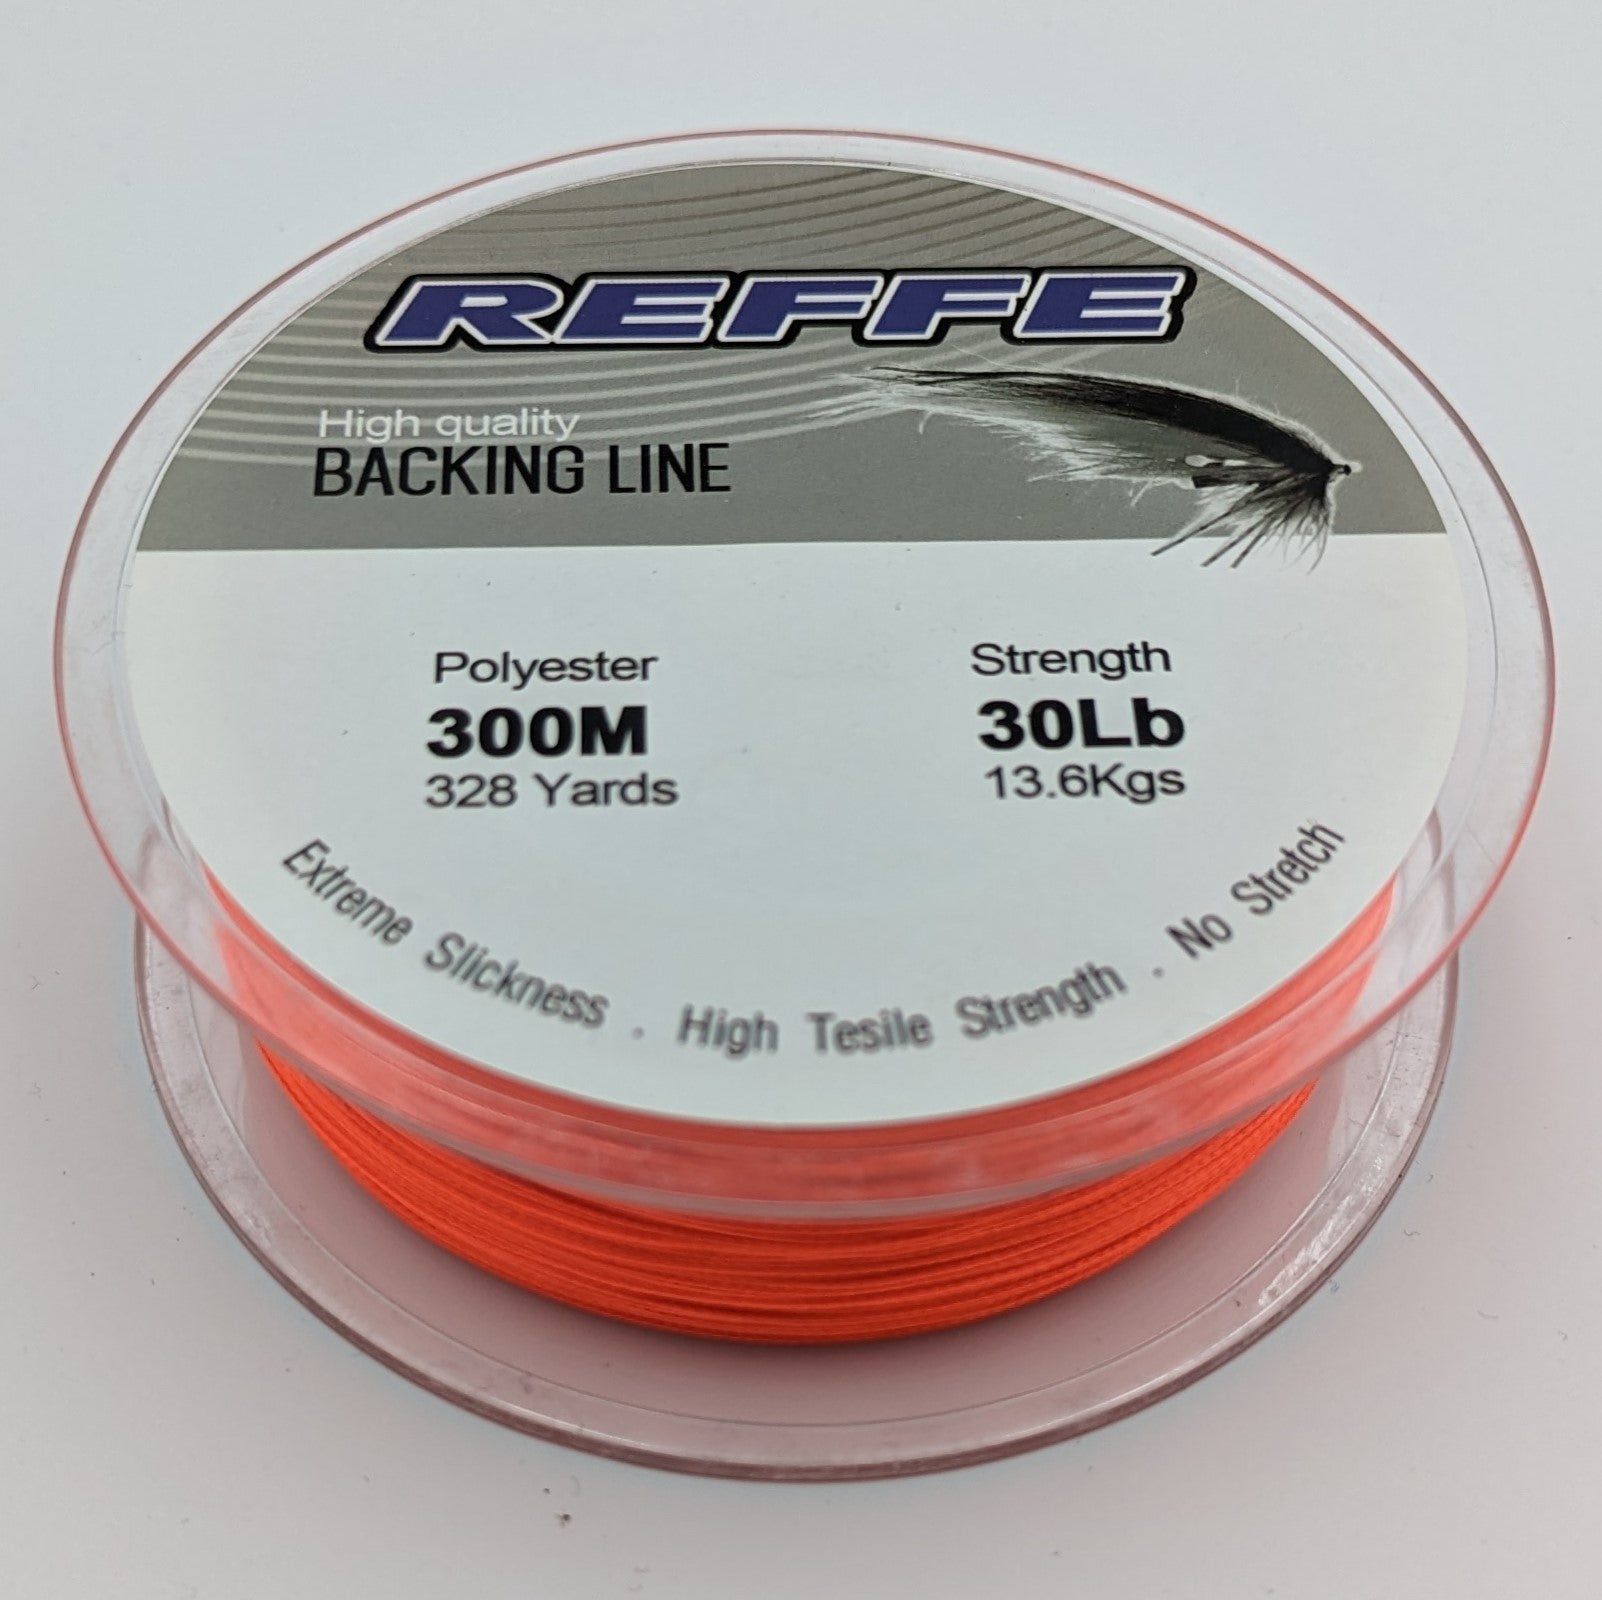 REFFE
High quality
BACKING LINE
Polyester
300M
328 Yards
Strength
30Lb
13.6Kgs
Extreme Slickness . High Tesile Strength . No Stretch